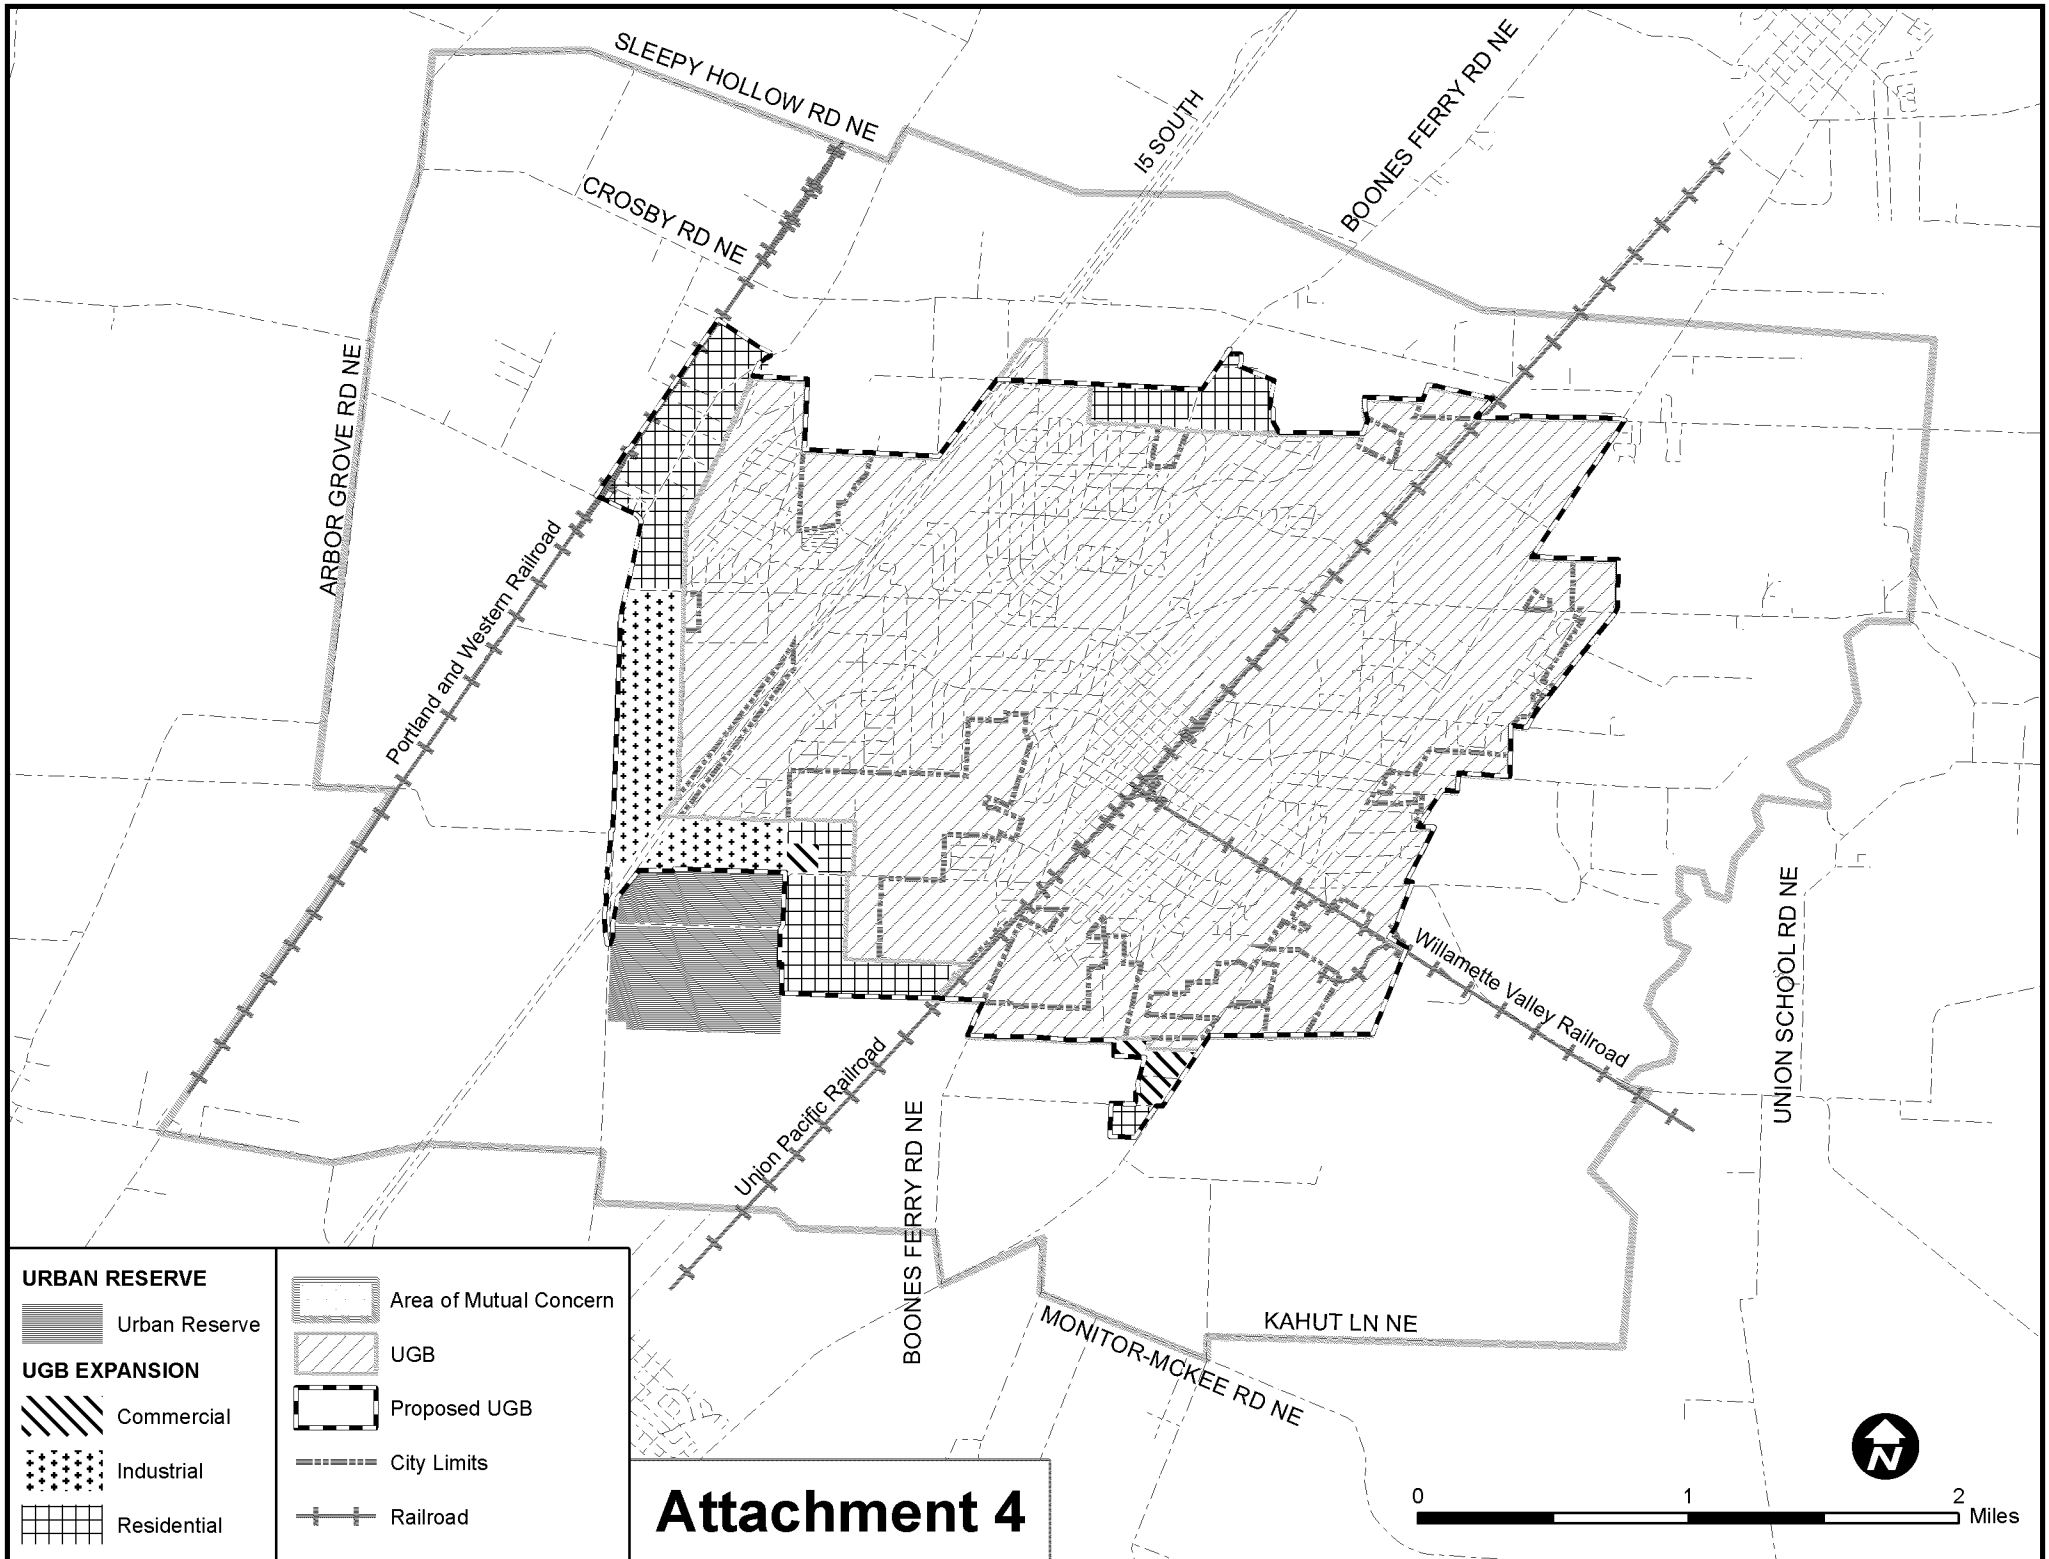 SLEEPY HOLLOW RD NE
CROSBY RD NE
I5 SOUTH
BOONES FERRY RD NE
ARBOR GROVE RD NE
Portland and Western Railroad
Willamette Valley Railroad
UNION SCHOOL RD NE
Union Pacific Railroad
BOONES FERRY RD NE
MONITOR-MCKEE RD NE
KAHUT LN NE
URBAN RESERVE
Urban Reserve
UGB EXPANSION
Commercial
Industrial
Residential
Area of Mutual Concern
UGB
Proposed UGB
City Limits
Railroad
Attachment 4
N
0 1 2
Miles